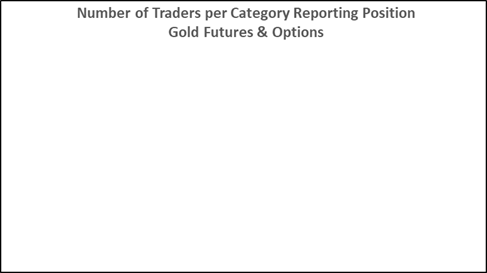 Number of Traders per Category Reporting Position
Gold Futures & Options